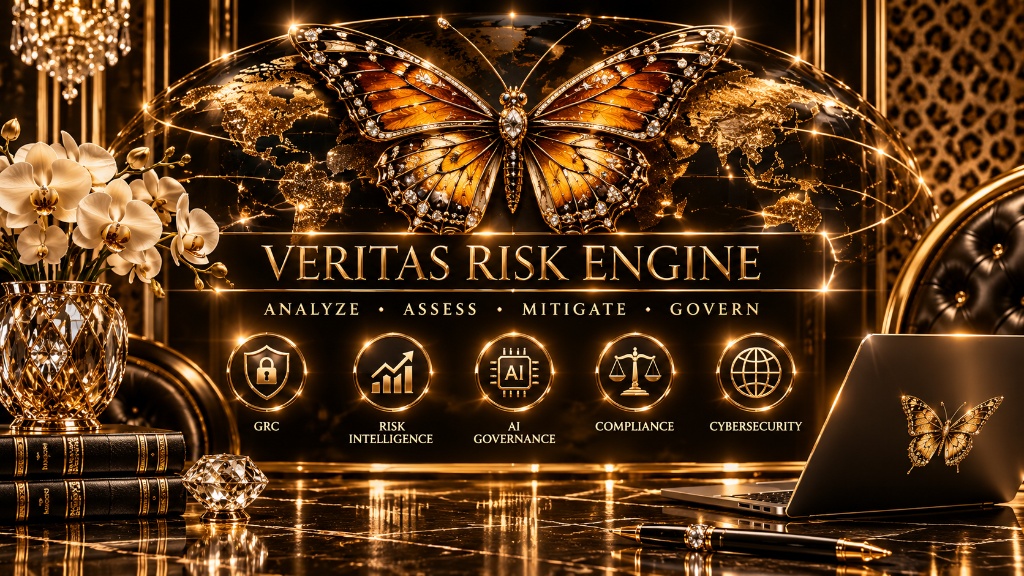 VERITAS RISK ENGINE
ANALYZE • ASSESS • MITIGATE • GOVERN
GRC
RISK
INTELLIGENCE
AI
AI
GOVERNANCE
COMPLIANCE
CYBERSECURITY